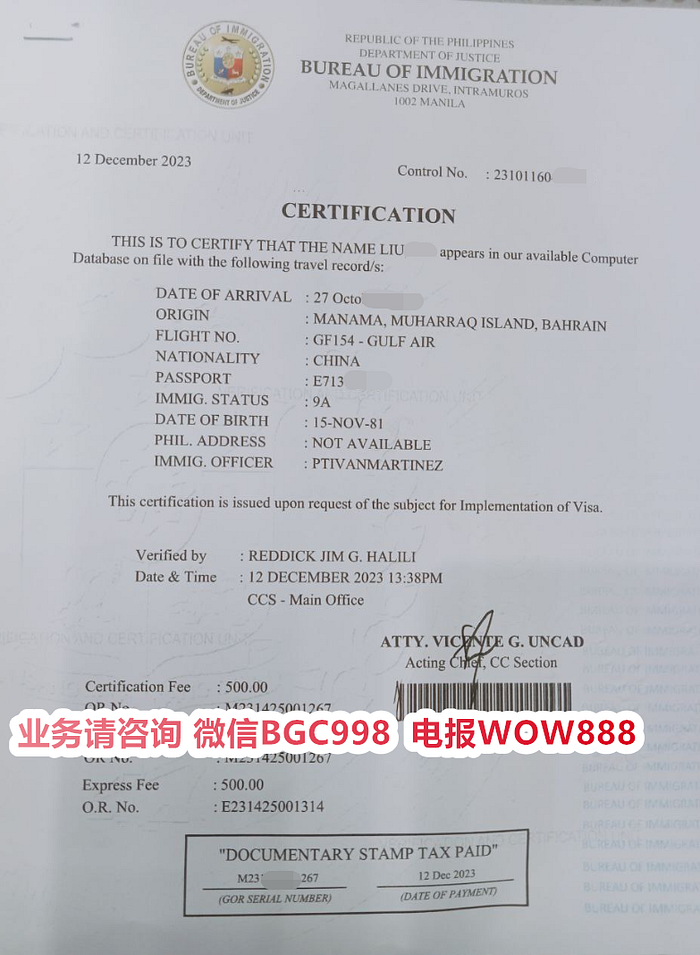 BUREAU OF IMMIGRATION
DEPARTMENT OF JUSTICE
REPUBLIC OF THE PHILIPPINES
DEPARTMENT OF JUSTICE
BUREAU OF IMMIGRATION
MAGALLANES DRIVE, INTRAMUROS
1002 MANILA
12 December 2023
Control No. : 23101160
CERTIFICATION
THIS IS TO CERTIFY THAT THE NAME LIU appears in our available Computer
Database on file with the following travel record/s:
DATE OF ARRIVAL : 27 Octo
ORIGIN : MANAMA, MUHARRAQ ISLAND, BAHRAIN
FLIGHT NO. : GF154 - GULF AIR
NATIONALITY : CHINA
PASSPORT : E713
IMMIG. STATUS : 9A
DATE OF BIRTH : 15-NOV-81
PHIL. ADDRESS : NOT AVAILABLE
IMMIG. OFFICER : PTIVANMARTINEZ
This certification is issued upon request of the subject for Implementation of Visa.
Verified by : REDDICK JIM G. HALILI
Date & Time : 12 DECEMBER 2023 13:38PM
CCS - Main Office
ATTY. VICENTE G. UNCAD
Acting Chief, CC Section
Certification Fee : 500.00
OR No. : M231425001267
业务请咨询 微信BGC998 电报WOW888
OR No. : M231425001267
Express Fee : 500.00
O.R. No. : E231425001314
"DOCUMENTARY STAMP TAX PAID"
M23 267 12 Dec 2023
(GOR SERIAL NUMBER) (DATE OF PAYMENT)